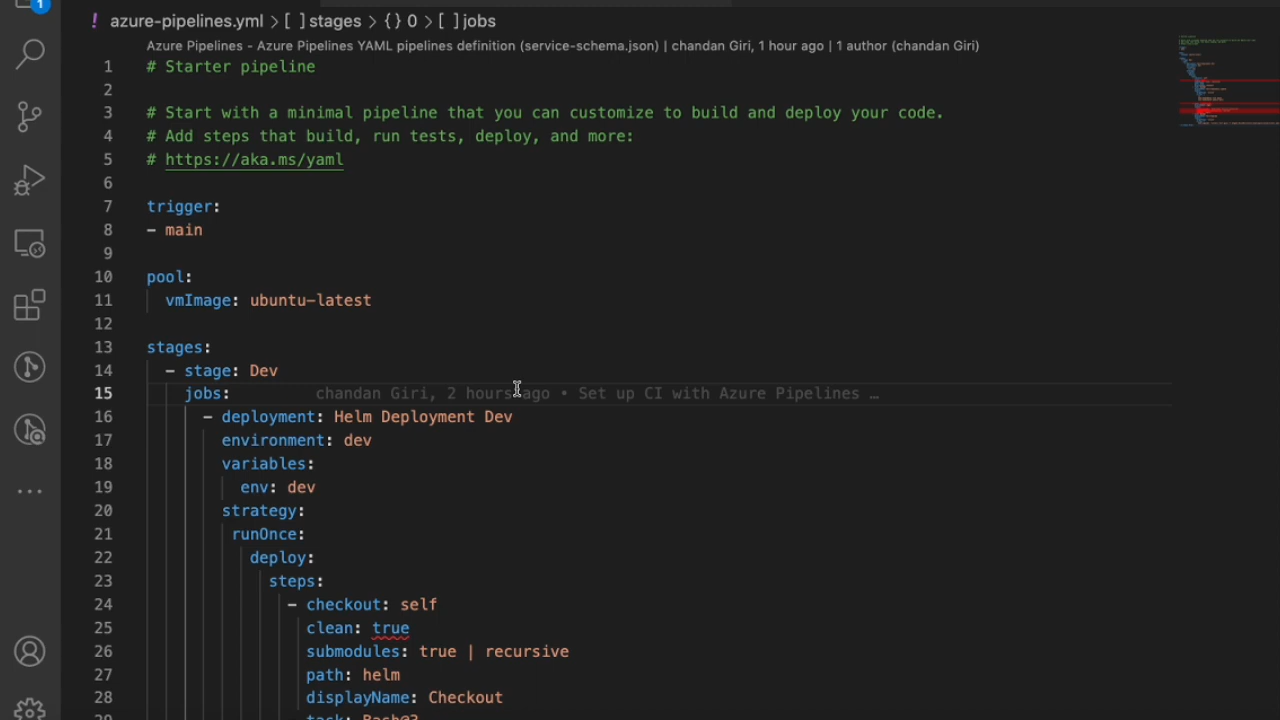 1
! azure-pipelines.yml > [ ] stages > { } 0 > [ ] jobs
Azure Pipelines - Azure Pipelines YAML pipelines definition (service-schema.json) | chandan Giri, 1 hour ago | 1 author (chandan Giri)
1 # Starter pipeline
2
3 # Start with a minimal pipeline that you can customize to build and deploy your code.
4 # Add steps that build, run tests, deploy, and more:
5 # https://aka.ms/yaml
6
7 trigger:
8 - main
9
10 pool:
11   vmImage: ubuntu-latest
12
13 stages:
14   - stage: Dev
15     jobs: chandan Giri, 2 hours ago • Set up CI with Azure Pipelines …
16       - deployment: Helm Deployment Dev
17         environment: dev
18         variables:
19           env: dev
20         strategy:
21          runOnce:
22            deploy:
23              steps:
24                - checkout: self
25                  clean: true
26                  submodules: true | recursive
27                  path: helm
28                  displayName: Checkout
29                  task: Bash@3